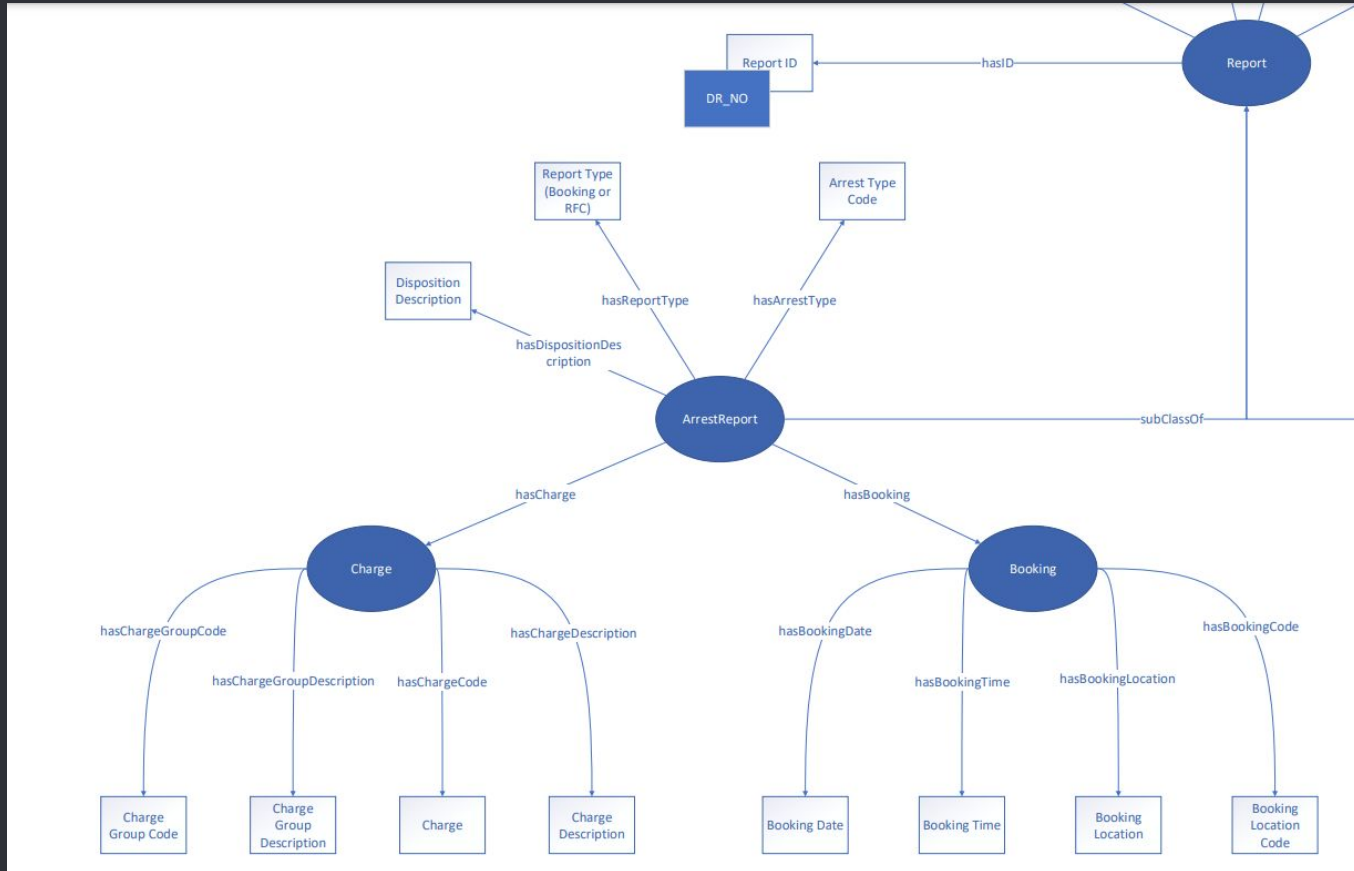 Report ID
hasID
Report
DR_NO
Report Type
(Booking or
RFC)
Arrest Type
Code
Disposition
Description
hasReportType
hasArrestType
hasDispositionDes
cription
ArrestReport
subClassOf
hasCharge
hasBooking
Charge
Booking
hasChargeGroupCode
hasChargeDescription
hasBookingDate
hasBookingCode
hasChargeGroupDescription
hasChargeCode
hasBookingTime
hasBookingLocation
Charge
Group Code
Charge
Group
Description
Charge
Charge
Description
Booking Date
Booking Time
Booking
Location
Booking
Location
Code